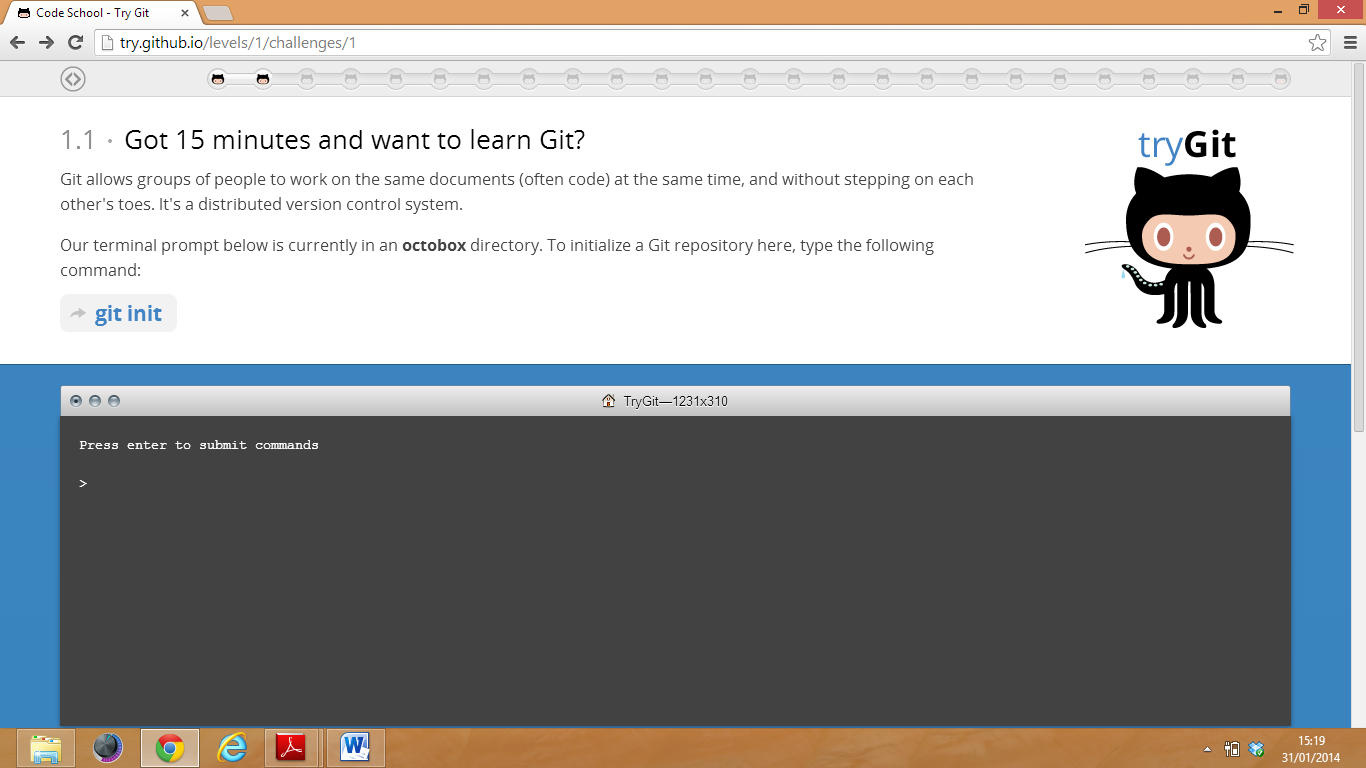 Code School - Try Git
try.github.io/levels/1/challenges/1
1.1 · Got 15 minutes and want to learn Git?
Git allows groups of people to work on the same documents (often code) at the same time, and without stepping on each
other's toes. It's a distributed version control system.
Our terminal prompt below is currently in an octobox directory. To initialize a Git repository here, type the following
command:
git init
tryGit
TryGit—1231x310
Press enter to submit commands
>
15:19
31/01/2014